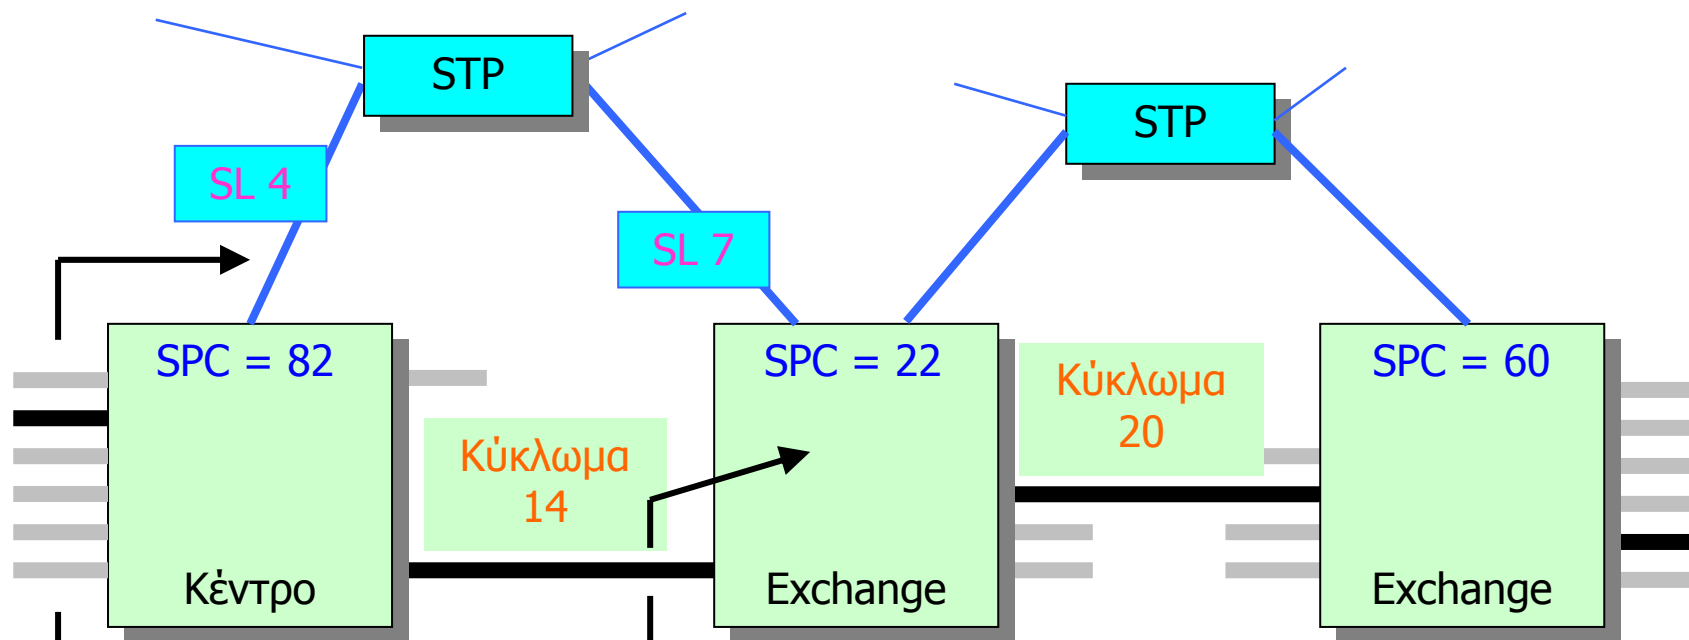 STP
STP
SL 4
SL 7
SPC = 82
SPC = 22
SPC = 60
Κύκλωμα
20
Κύκλωμα
14
Κέντρο
Exchange
Exchange